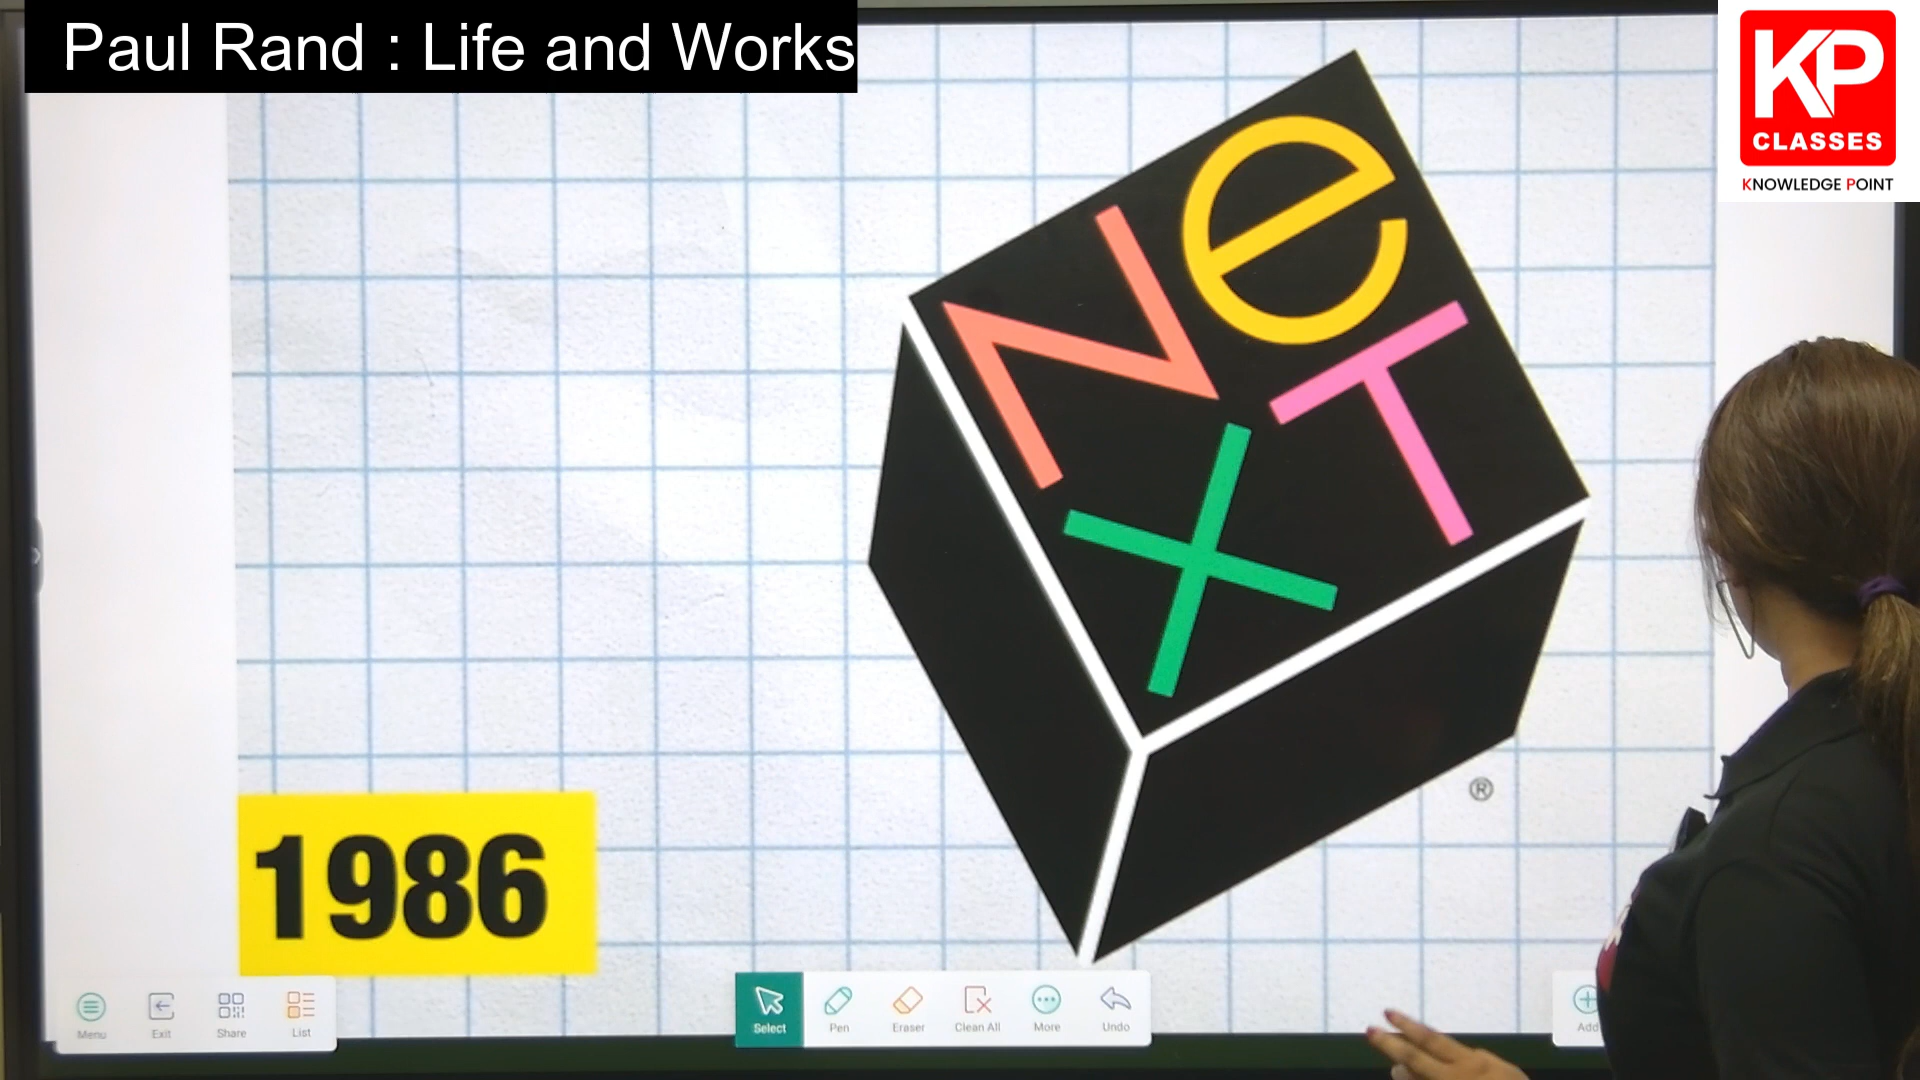 Paul Rand : Life and Works
KP
CLASSES
KNOWLEDGE POINT
Ne
XT
®
1986
Menu
Exit
Share
List
Select
Pen
Eraser
Clean All
More
Undo
Add